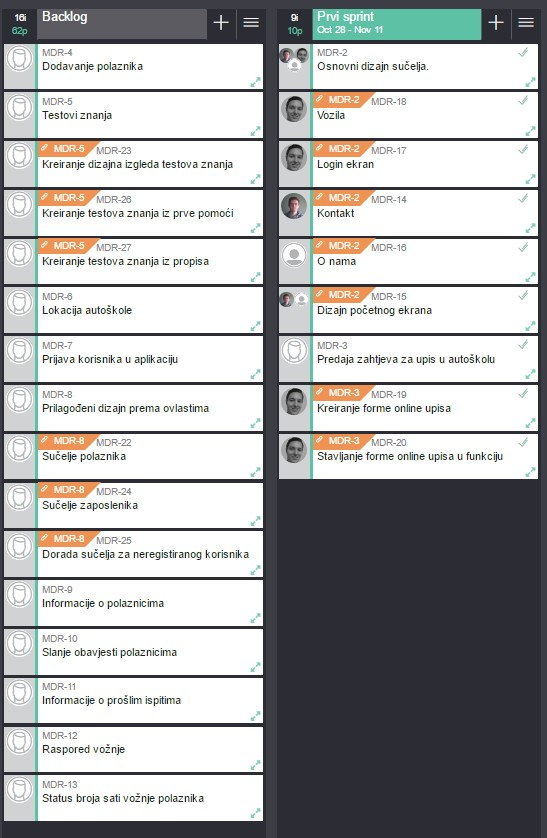 16i
62p
Backlog
MDR-4
Dodavanje polaznika
MDR-5
Testovi znanja
MDR-5 MDR-23
Kreiranje dizajna izgleda testova znanja
MDR-5 MDR-26
Kreiranje testova znanja iz prve pomoći
MDR-5 MDR-27
Kreiranje testova znanja iz propisa
MDR-6
Lokacija autoškole
MDR-7
Prijava korisnika u aplikaciju
MDR-8
Prilagođeni dizajn prema ovlastima
MDR-8 MDR-22
Sučelje polaznika
MDR-8 MDR-24
Sučelje zaposlenika
MDR-8 MDR-25
Dorada sučelja za neregistiranog korisnika
MDR-9
Informacije o polaznicima
MDR-10
Slanje obavjesti polaznicima
MDR-11
Informacije o prošlim ispitima
MDR-12
Raspored vožnje
MDR-13
Status broja sati vožnje polaznika
9i
10p
Prvi sprint
Oct 28 - Nov 11
MDR-2
Osnovni dizajn sučelja.
MDR-2 MDR-18
Vozila
MDR-2 MDR-17
Login ekran
MDR-2 MDR-14
Kontakt
MDR-2 MDR-16
O nama
MDR-2 MDR-15
Dizajn početnog ekrana
MDR-3
Predaja zahtjeva za upis u autoškolu
MDR-3 MDR-19
Kreiranje forme online upisa
MDR-3 MDR-20
Stavljanje forme online upisa u funkciju